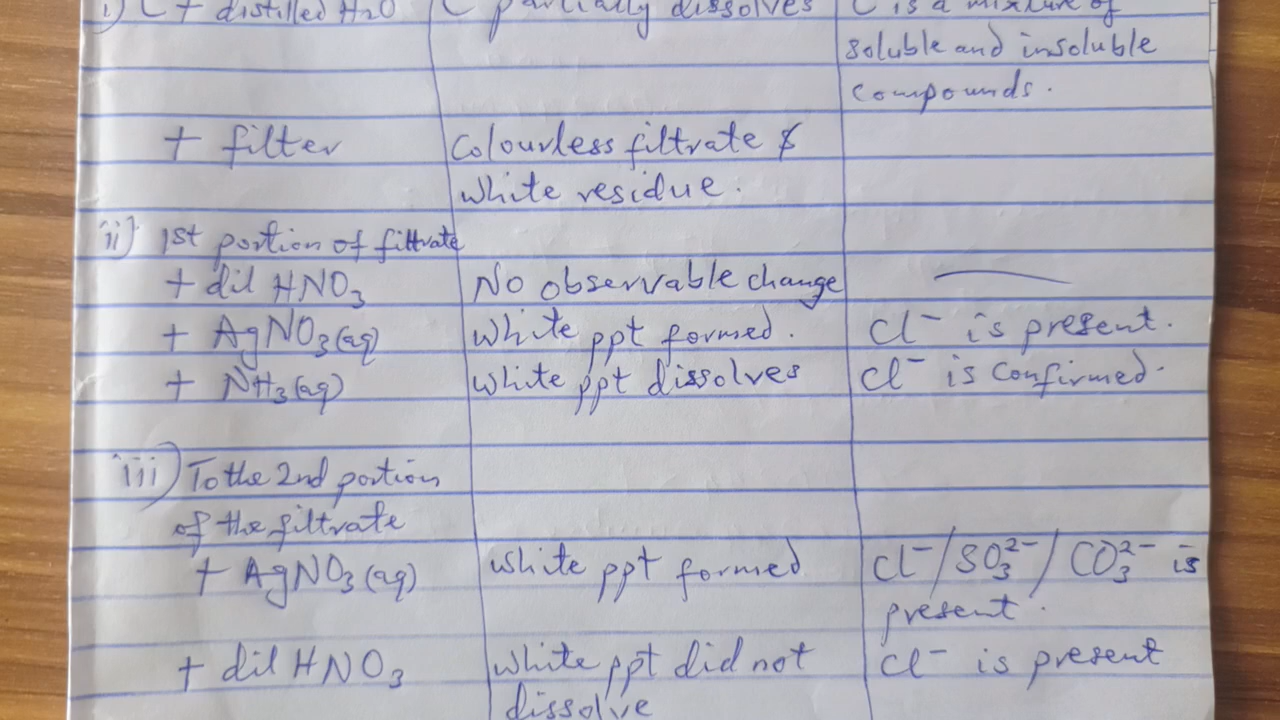 i) C + distilled H2O C partially dissolves C is a mixture of
soluble and insoluble
compounds.
+ filter Colourless filtrate &
white residue.
ii) 1st portion of filtrate
+ dil HNO₃ No observable change —
+ AgNO₃(aq) white ppt formed. Cl⁻ is present.
+ NH₃(aq) white ppt dissolves Cl⁻ is confirmed.
iii) To the 2nd portion
of the filtrate
+ AgNO₃(aq) white ppt formed Cl⁻/SO₃²⁻/CO₃²⁻ is
present.
+ dil HNO₃ white ppt did not Cl⁻ is present
dissolve